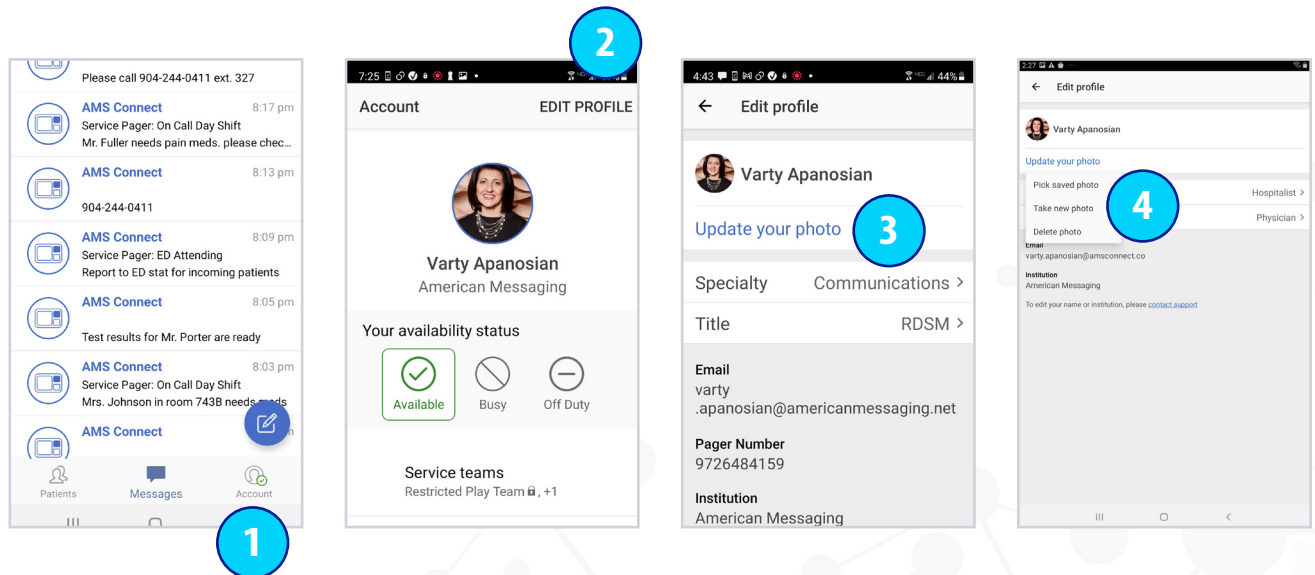 Please call 904-244-0411 ext. 327
AMS Connect 8:17 pm
Service Pager: On Call Day Shift
Mr. Fuller needs pain meds. please chec...
AMS Connect 8:13 pm
904-244-0411
AMS Connect 8:09 pm
Service Pager: ED Attending
Report to ED stat for incoming patients
AMS Connect 8:05 pm
Test results for Mr. Porter are ready
AMS Connect 8:03 pm
Service Pager: On Call Day Shift
Mrs. Johnson in room 743B needs meds
AMS Connect
Patients Messages Account
1
2
7:25
Account EDIT PROFILE
Varty Apanosian
American Messaging
Your availability status
Available Busy Off Duty
Service teams
Restricted Play Team , +1
4:43 44%
Edit profile
Varty Apanosian
Update your photo
3
Specialty Communications >
Title RDSM >
Email
varty
.apanosian@americanmessaging.net
Pager Number
9726484159
Institution
American Messaging
2:27
Edit profile
Varty Apanosian
Update your photo
Pick saved photo
Take new photo
Delete photo
4
Hospitalist >
Physician >
Email
varty.apanosian@amsconnect.co
Institution
American Messaging
To edit your name or institution, please contact support